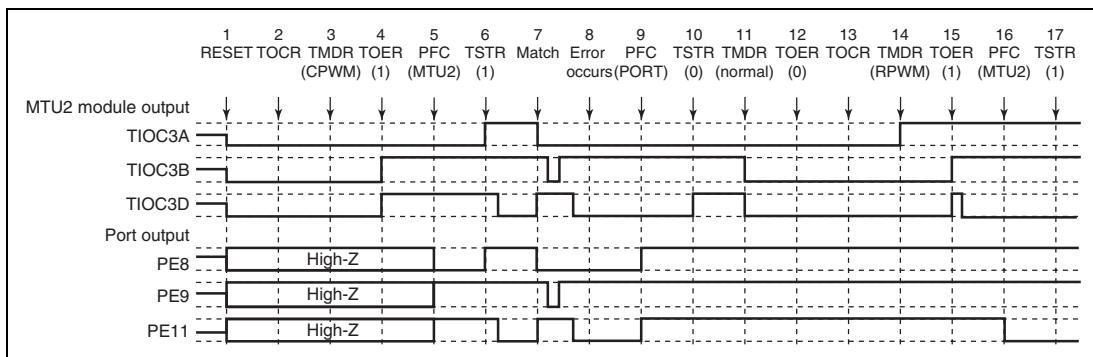 1 2 3 4 5 6 7 8 9 10 11 12 13 14 15 16 17
RESET TOCR TMDR TOER PFC TSTR Match Error PFC TSTR TMDR TOER TOCR TMDR TOER PFC TSTR
(CPWM) (1) (MTU2) (1) occurs (PORT) (0) (normal) (0) (RPWM) (1) (MTU2) (1)
MTU2 module output
TIOC3A
TIOC3B
TIOC3D
Port output
PE8 High-Z
PE9 High-Z
PE11 High-Z